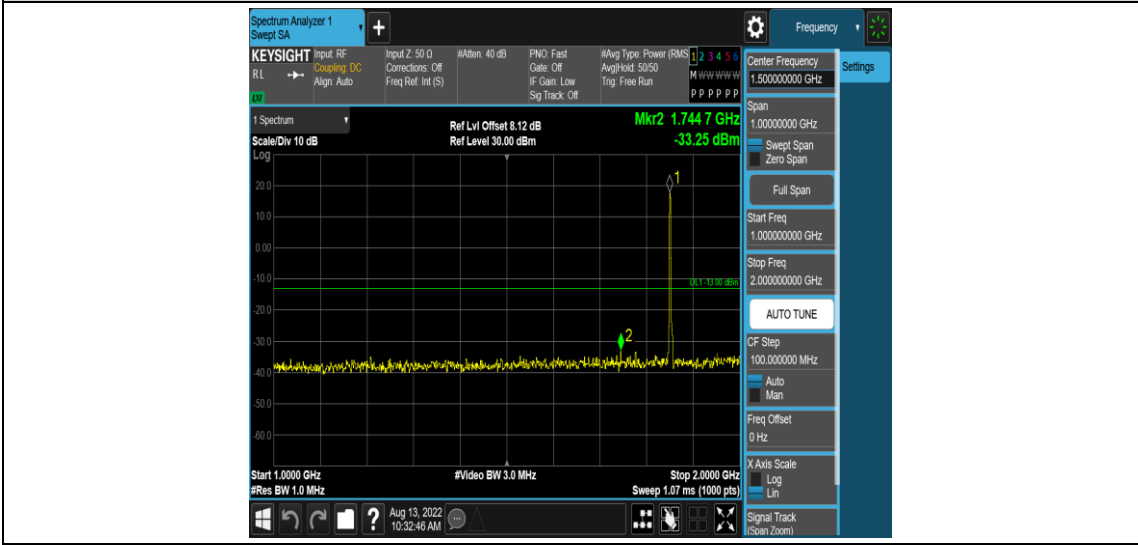 Spectrum Analyzer 1
Swept SA
+
Frequency
KEYSIGHT
RL
LM
Input: RF
Coupling: DC
Align: Auto
Input Z: 50 Ω
Corrections: Off
Freq Ref: Int (S)
#Atten: 40 dB
PNO: Fast
Gate: Off
IF Gain: Low
Sig Track: Off
#Avg Type: Power (RMS
Avg|Hold: 50/50
Trig: Free Run
1 2 3 4 5 6
M W W W W W
P P P P P P
1 Spectrum
Scale/Div 10 dB
Log
Ref Lvl Offset 8.12 dB
Ref Level 30.00 dBm
Mkr2 1.744 7 GHz
-33.25 dBm
20.0
10.0
0.00
-10.0
-20.0
-30.0
-40.0
-50.0
-60.0
1
DL1 -13.00 dBm
2
Start 1.0000 GHz
#Res BW 1.0 MHz
#Video BW 3.0 MHz
Stop 2.0000 GHz
Sweep 1.07 ms (1000 pts)
?
Aug 13, 2022
10:32:46 AM
Center Frequency
1.500000000 GHz
Settings
Span
1.00000000 GHz
Swept Span
Zero Span
Full Span
Start Freq
1.000000000 GHz
Stop Freq
2.000000000 GHz
AUTO TUNE
CF Step
100.000000 MHz
Auto
Man
Freq Offset
0 Hz
X Axis Scale
Log
Lin
Signal Track
(Span Zoom)